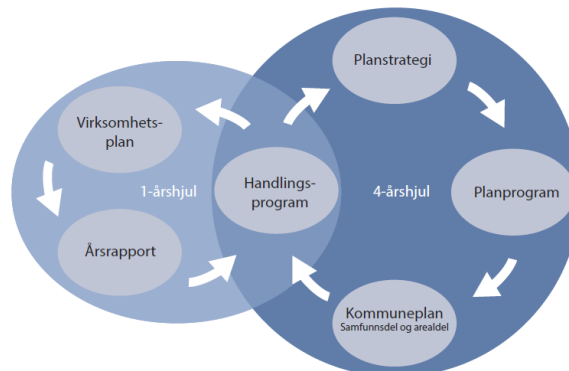 Planstrategi
Virksomhets-
plan
1-årshjul
Handlings-
program
4-årshjul
Planprogram
Årsrapport
Kommuneplan
Samfunnsdel og arealdel